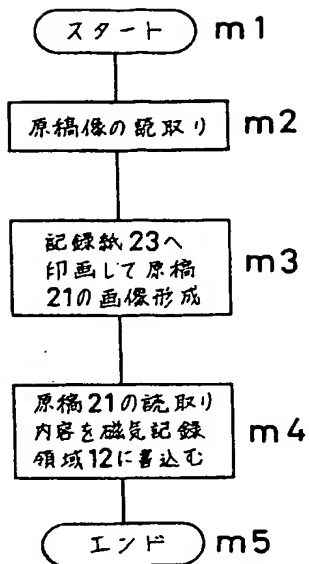 スタート m1
原稿像の読取り m2
記録紙23へ
印画して原稿 m3
21の画像形成
原稿21の読取り
内容を磁気記録 m4
領域12に書込む
エンド m5